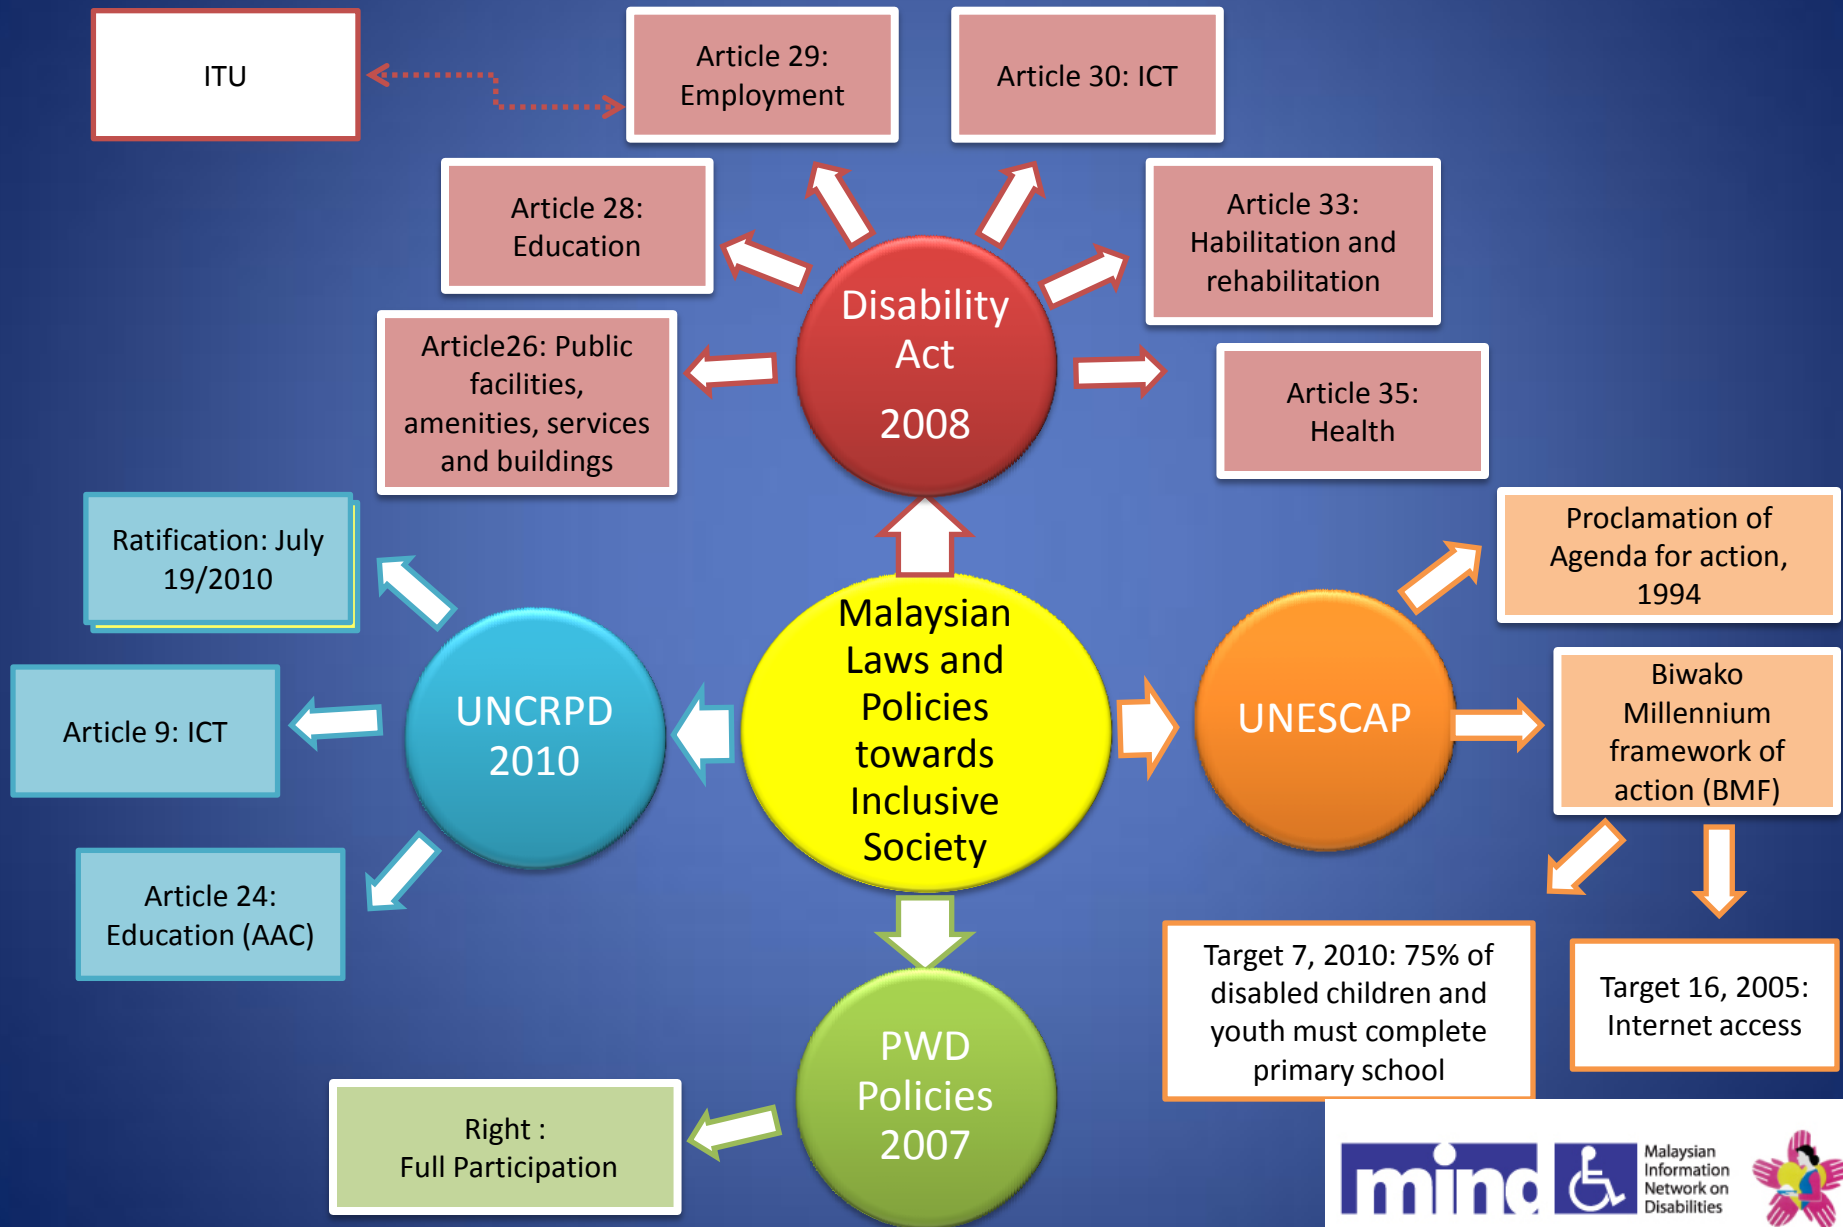 ITU
Article 29:
Employment
Article 30: ICT
Article 28:
Education
Article 33:
Habilitation and
rehabilitation
Disability
Act
2008
Article26: Public
facilities,
amenities, services
and buildings
Article 35:
Health
Ratification: July
19/2010
Proclamation of
Agenda for action,
1994
Malaysian
Laws and
Policies
towards
Inclusive
Society
UNCRPD
2010
UNESCAP
Biwako
Millennium
framework of
action (BMF)
Article 9: ICT
Article 24:
Education (AAC)
Target 7, 2010: 75% of
disabled children and
youth must complete
primary school
Target 16, 2005:
Internet access
PWD
Policies
2007
Right :
Full Participation
mind
Malaysian
Information
Network on
Disabilities